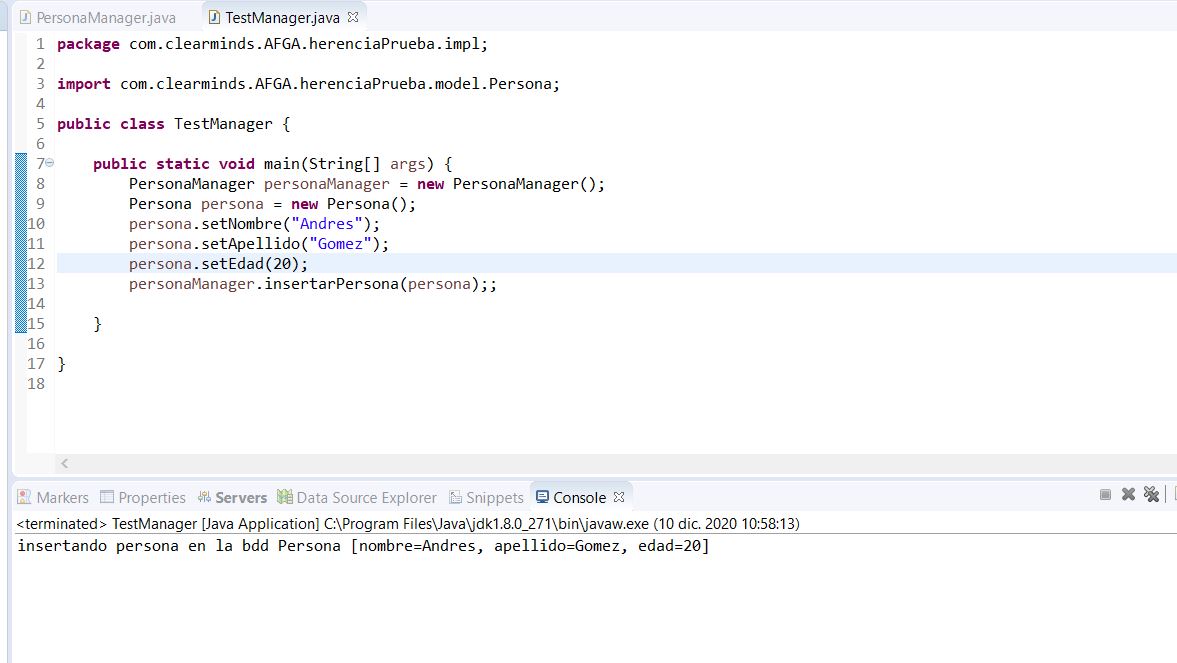 PersonaManager.java TestManager.java
1 package com.clearminds.AFGA.herenciaPrueba.impl;
2
3 import com.clearminds.AFGA.herenciaPrueba.model.Persona;
4
5 public class TestManager {
6
7 public static void main(String[] args) {
8 PersonaManager personaManager = new PersonaManager();
9 Persona persona = new Persona();
10 persona.setNombre("Andres");
11 persona.setApellido("Gomez");
12 persona.setEdad(20);
13 personaManager.insertarPersona(persona);;
14
15 }
16
17 }
18
Markers Properties Servers Data Source Explorer Snippets Console
<terminated> TestManager [Java Application] C:\Program Files\Java\jdk1.8.0_271\bin\javaw.exe (10 dic. 2020 10:58:13)
insertando persona en la bdd Persona [nombre=Andres, apellido=Gomez, edad=20]